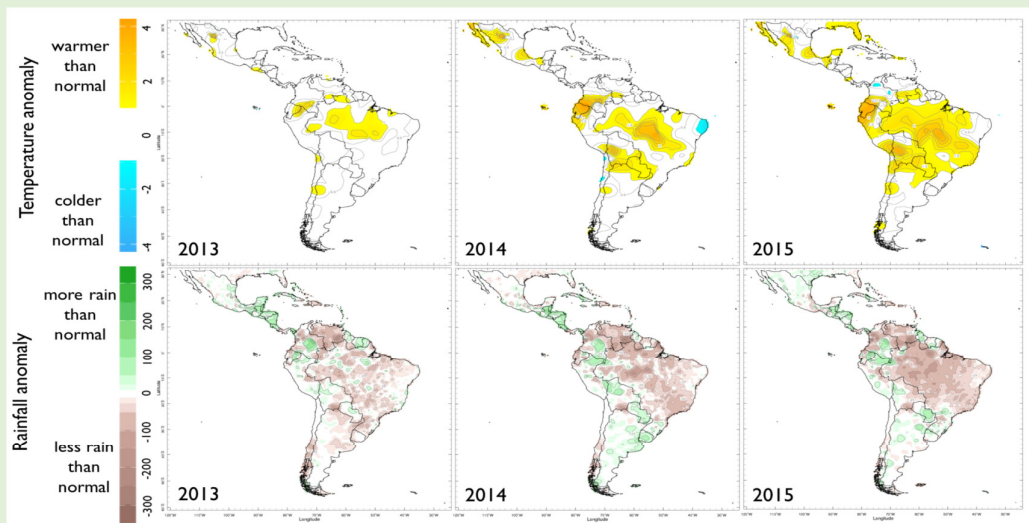 Temperature anomaly
warmer
than
normal
colder
than
normal
4
2
0
-2
-4
2013
2014
2015
Rainfall anomaly
more rain
than
normal
less rain
than
normal
300
200
100
0
-100
-200
-300
2013
2014
2015
Latitude
Latitude
Longitude
Longitude
Longitude